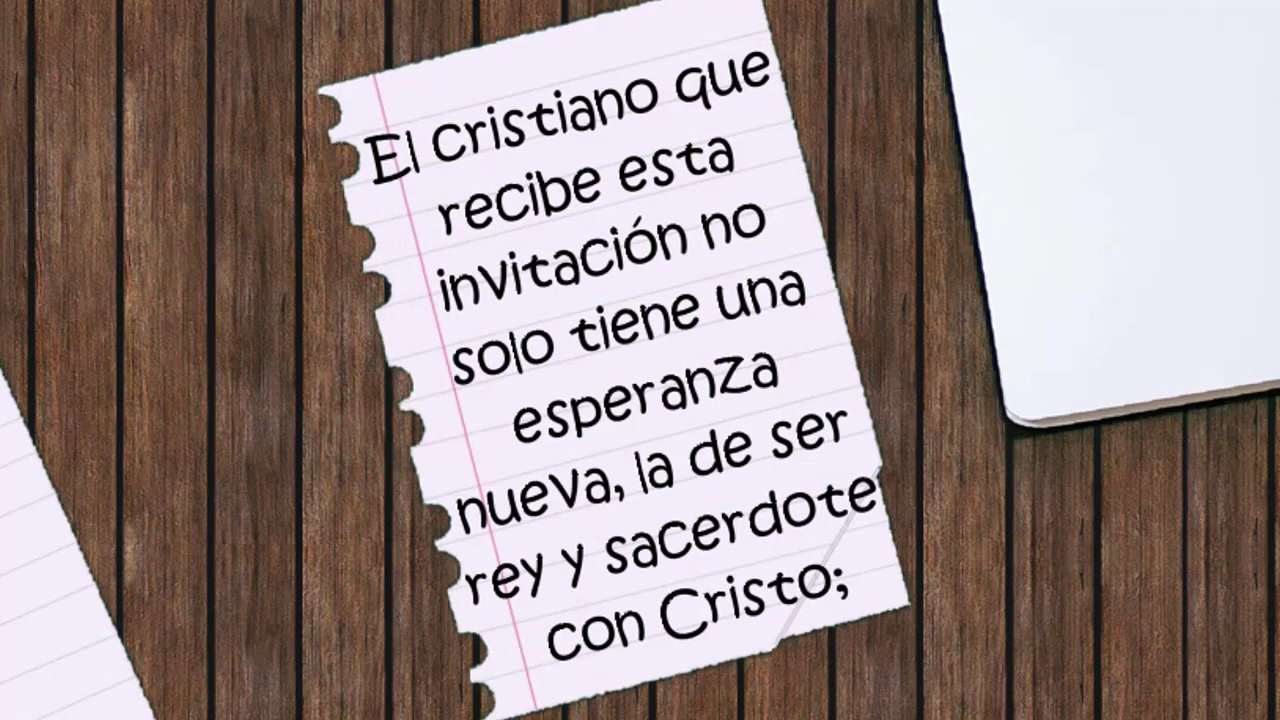 El cristiano que
recibe esta
invitación no
solo tiene una
esperanza
nueva, la de ser
rey y sacerdote
con Cristo;